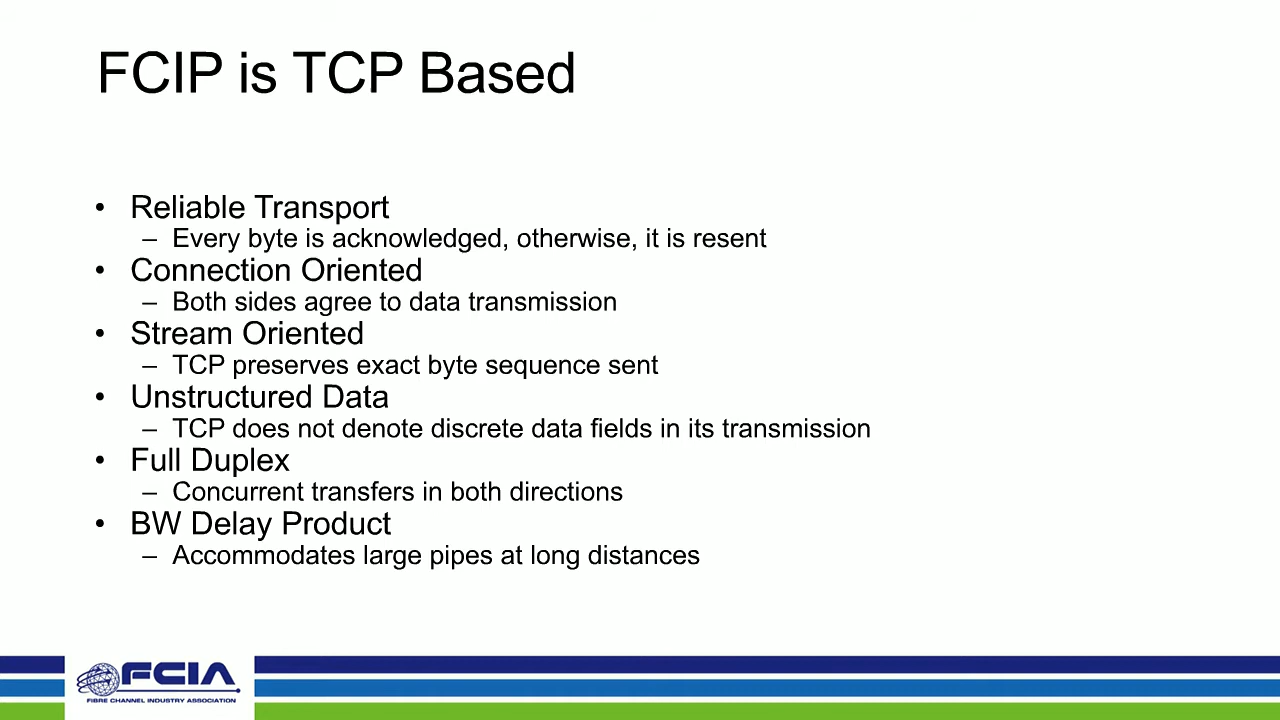 FCIP is TCP Based
• Reliable Transport
– Every byte is acknowledged, otherwise, it is resent
• Connection Oriented
– Both sides agree to data transmission
• Stream Oriented
– TCP preserves exact byte sequence sent
• Unstructured Data
– TCP does not denote discrete data fields in its transmission
• Full Duplex
– Concurrent transfers in both directions
• BW Delay Product
– Accommodates large pipes at long distances
FCIA
FIBRE CHANNEL INDUSTRY ASSOCIATION